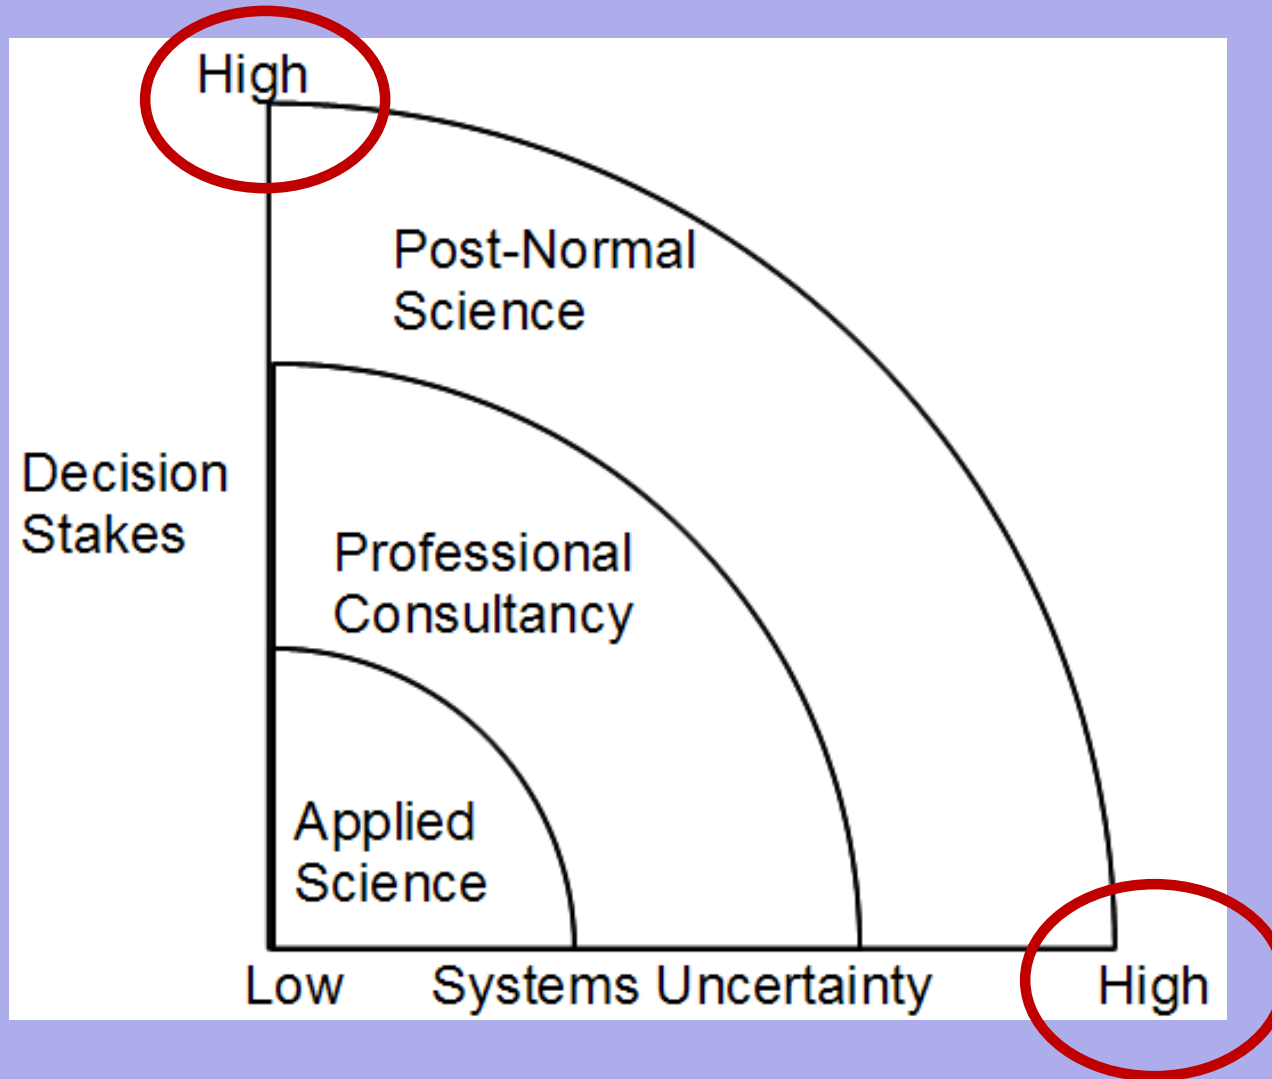 High
Post-Normal
Science
Decision
Stakes
Professional
Consultancy
Applied
Science
Low Systems Uncertainty High